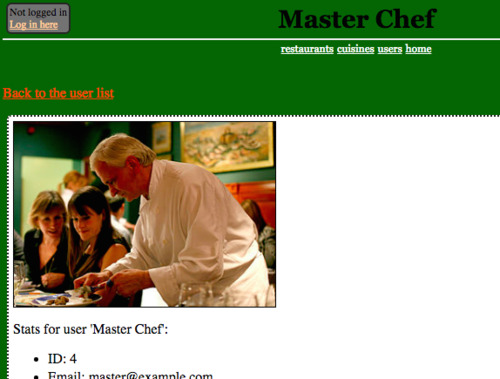 Not logged in
Log in here
Master Chef
restaurants cuisines users home
Back to the user list
Stats for user 'Master Chef':
ID: 4
Email: master@example.com